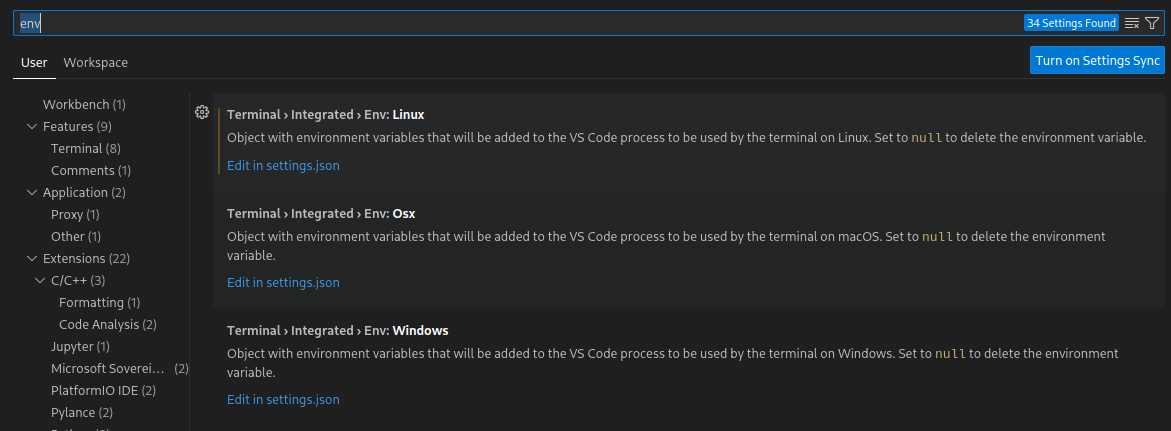 env
34 Settings Found
User Workspace
Turn on Settings Sync
Workbench (1)
Features (9)
Terminal (8)
Comments (1)
Application (2)
Proxy (1)
Other (1)
Extensions (22)
C/C++ (3)
Formatting (1)
Code Analysis (2)
Jupyter (1)
Microsoft Soverei... (2)
PlatformIO IDE (2)
Pylance (2)
Terminal › Integrated › Env: Linux
Object with environment variables that will be added to the VS Code process to be used by the terminal on Linux. Set to null to delete the environment variable.
Edit in settings.json
Terminal › Integrated › Env: Osx
Object with environment variables that will be added to the VS Code process to be used by the terminal on macOS. Set to null to delete the environment
variable.
Edit in settings.json
Terminal › Integrated › Env: Windows
Object with environment variables that will be added to the VS Code process to be used by the terminal on Windows. Set to null to delete the environment
variable.
Edit in settings.json